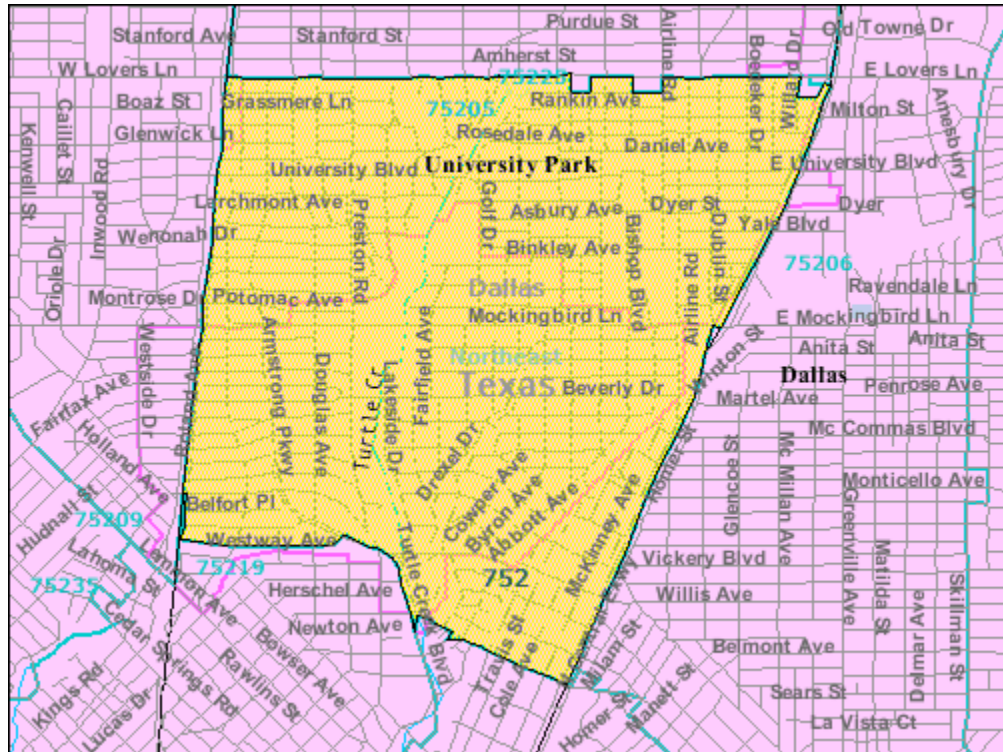 Purdue St
Old Towne Dr
Stanford Ave
Stanford St
Amherst St
W Lovers Ln
E Lovers Ln
75225
Airline Rd
Boedeker Dr
Willard Dr
Boaz St
Grassmere Ln
75205
Rankin Ave
Milton St
Amesbury Dr
Caillet St
Kenwell St
Glenwick Ln
Rosedale Ave
Daniel Ave
Inwood Rd
University Blvd
University Park
E University Blvd
Larchmont Ave
Preston Rd
Golf Dr
Asbury Ave
Dyer St
Dyer
Wenonah Dr
Bishop Blvd
Dublin St
Yale Blvd
Oriole Dr
Binkley Ave
Airline Rd
75206
Montrose Dr
Potomac Ave
Dallas
Ravendale Ln
Mockingbird Ln
E Mockingbird Ln
Westside Dr
Armstrong Pkwy
Douglas Ave
Fairfield Ave
Northeast
Winton St
Anita St
Anita St
Turtle Cr
Lakeside Dr
Texas
Beverly Dr
Dallas
Penrose Ave
Martel Ave
Fairfax Ave
Holland Ave
Mc Commas Blvd
Drexel Dr
Cowper Ave
Byron Ave
Abbott Ave
Homer St
Glencoe St
Mc Millan Ave
Monticello Ave
Greenville Ave
Hudnall St
75209
Belfort Pl
Westway Ave
Turtle Creek Blvd
McKinney Ave
Matilda St
Skillman St
Lahoma St
Lemmon Ave
75219
752
Vickery Blvd
75235
Herschel Ave
Willis Ave
Delmar Ave
Cedar Springs Rd
Newton Ave
Travis St
Cole Ave
Milam St
Belmont Ave
Kings Rd
Lucas Dr
Rawlins St
Bowser Ave
Homer St
Manett St
Sears St
La Vista Ct